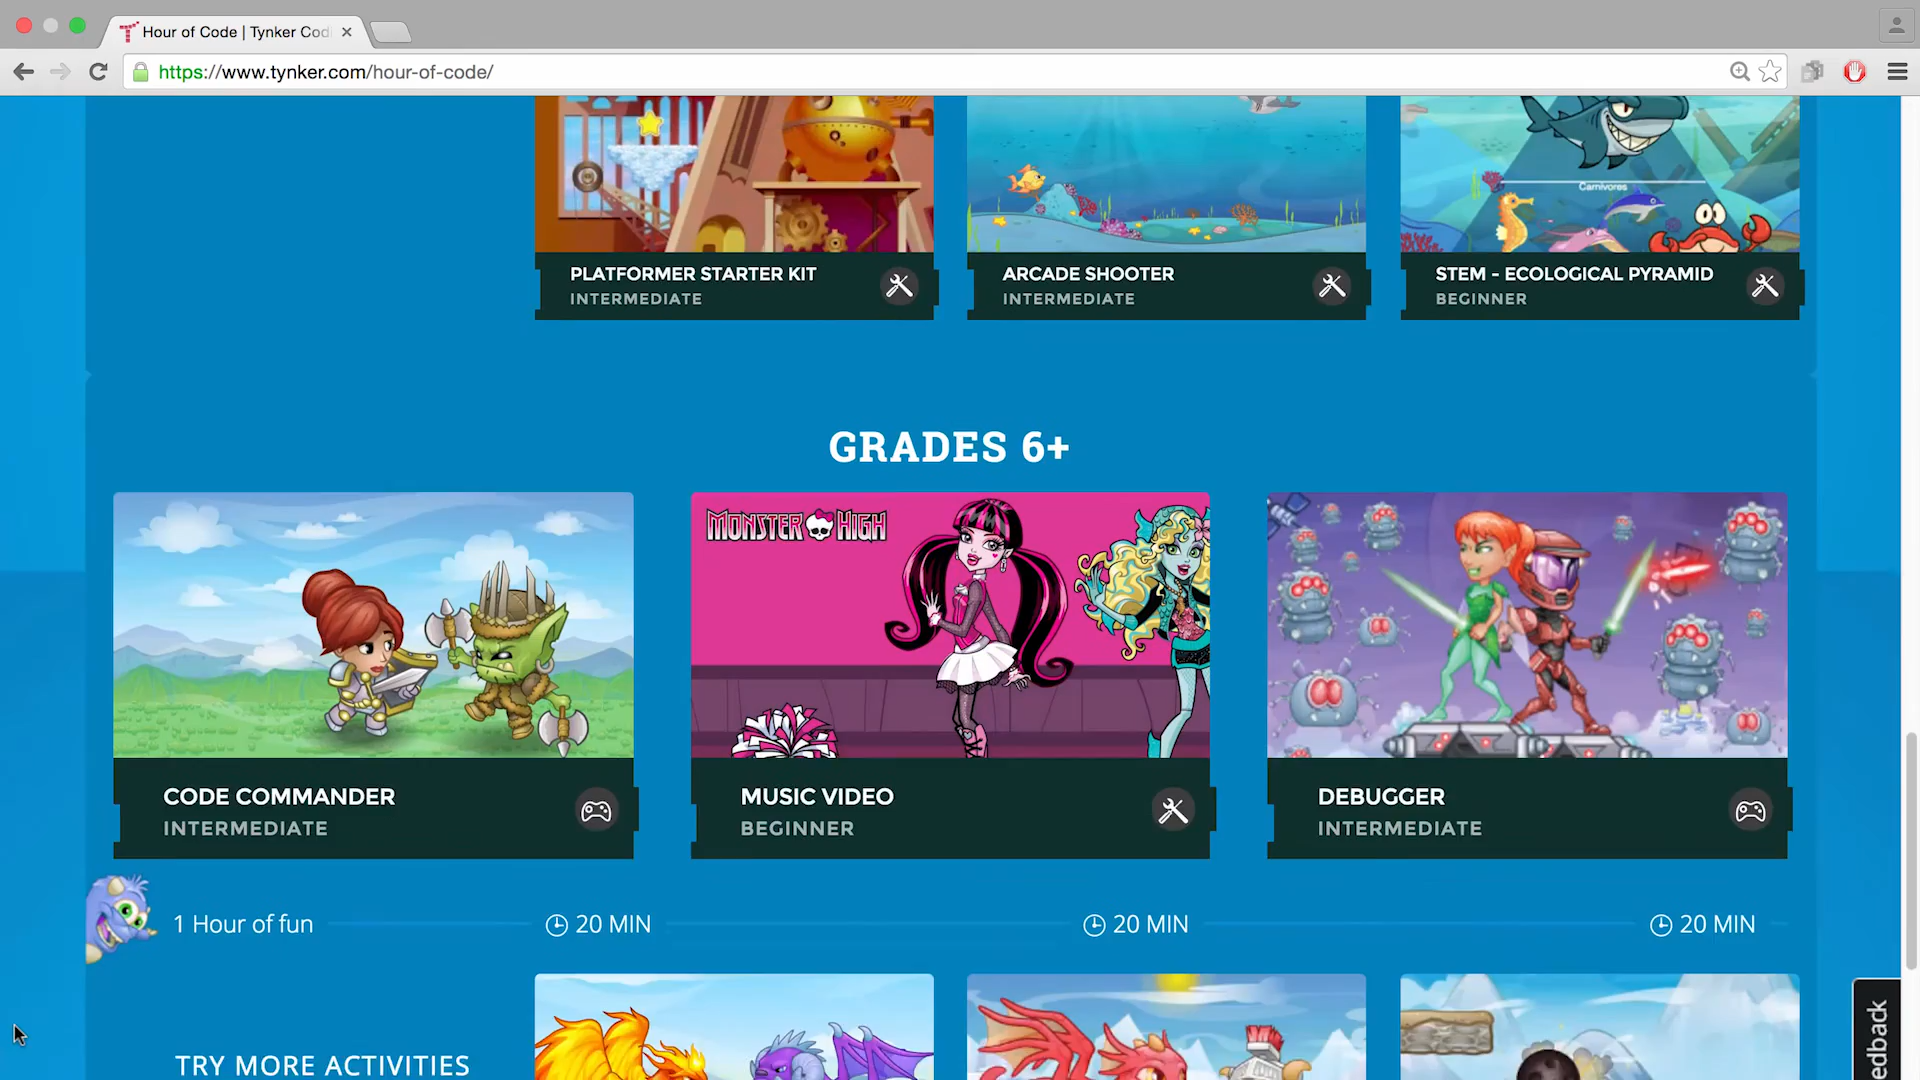 Hour of Code | Tynker Codi
https://www.tynker.com/hour-of-code/
Carnivores
PLATFORMER STARTER KIT
INTERMEDIATE
ARCADE SHOOTER
INTERMEDIATE
STEM - ECOLOGICAL PYRAMID
BEGINNER
GRADES 6+
MONSTER HIGH
CODE COMMANDER
INTERMEDIATE
MUSIC VIDEO
BEGINNER
DEBUGGER
INTERMEDIATE
1 Hour of fun
20 MIN
20 MIN
20 MIN
TRY MORE ACTIVITIES
edback